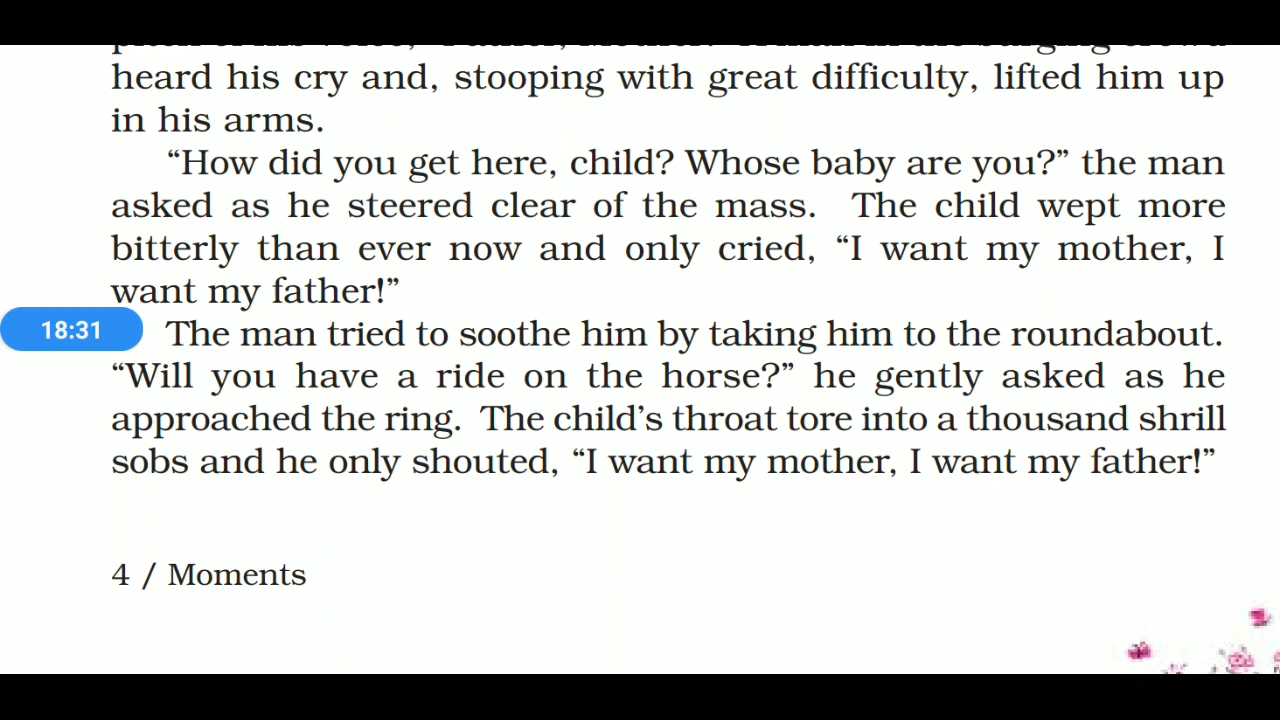 heard his cry and, stooping with great difficulty, lifted him up
in his arms.
“How did you get here, child? Whose baby are you?” the man
asked as he steered clear of the mass. The child wept more
bitterly than ever now and only cried, “I want my mother, I
want my father!”
18:31
The man tried to soothe him by taking him to the roundabout.
“Will you have a ride on the horse?” he gently asked as he
approached the ring. The child’s throat tore into a thousand shrill
sobs and he only shouted, “I want my mother, I want my father!”
4 / Moments